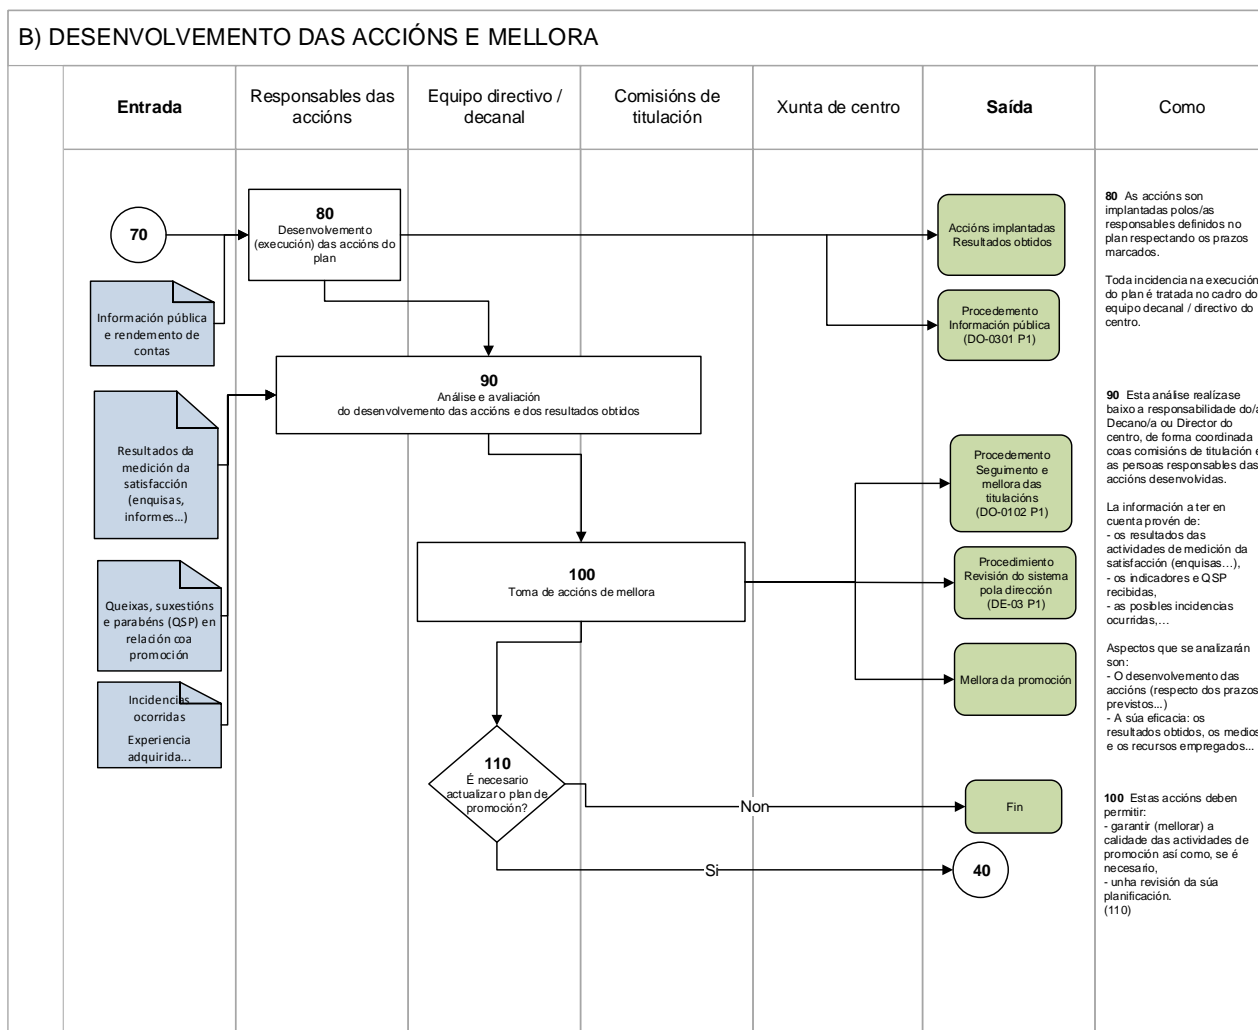 B) DESENVOLVEMENTO DAS ACCIÓNS E MELLORA
Entrada
Responsables das
accións
Equipo directivo /
decanal
Comisións de
titulación
Xunta de centro
Saída
Como
70
80
Desenvolvemento
(execución) das accións do
plan
Accións implantadas
Resultados obtidos
Información pública
e rendemento de
contas
Procedemento
Información pública
(DO-0301 P1)
80 As accións son
implantadas polos/as
responsables definidos no
plan respectando os prazos
marcados.
Toda incidencia na execución
do plan é tratada no cadro do
equipo decanal / directivo do
centro.
90
Análise e avaliación
do desenvolvemento das accións e dos resultados obtidos
Resultados da
medición da
satisfacción
(enquisas,
informes...)
Procedemento
Seguimento e
mellora das
titulacións
(DO-0102 P1)
90 Esta análise realízase
baixo a responsabilidade do/a
Decano/a ou Director do
centro, de forma coordinada
coas comisións de titulación e
as persoas responsables das
accións desenvolvidas.
La información a ter en
cuenta provén de:
- os resultados das
actividades de medición da
satisfacción (enquisas...),
- os indicadores e QSP
recibidas,
- as posibles incidencias
ocurridas,...
Aspectos que se analizarán
son:
- O desenvolvemento das
accións (respecto dos prazos
previstos...)
- A súa eficacia: os
resultados obtidos, os medios
e os recursos empregados...
100
Toma de accións de mellora
Procedimiento
Revisión do sistema
pola dirección
(DE-03 P1)
Queixas, suxestións
e parabéns (QSP) en
relación coa
promoción
Mellora da promoción
Incidencias
ocorridas
Experiencia
adquirida...
110
É necesario
actualizar o plan de
promoción?
Non
Fin
Si
40
100 Estas accións deben
permitir:
- garantir (mellorar) a
calidade das actividades de
promoción así como, se é
necesario,
- unha revisión da súa
planificación.
(110)